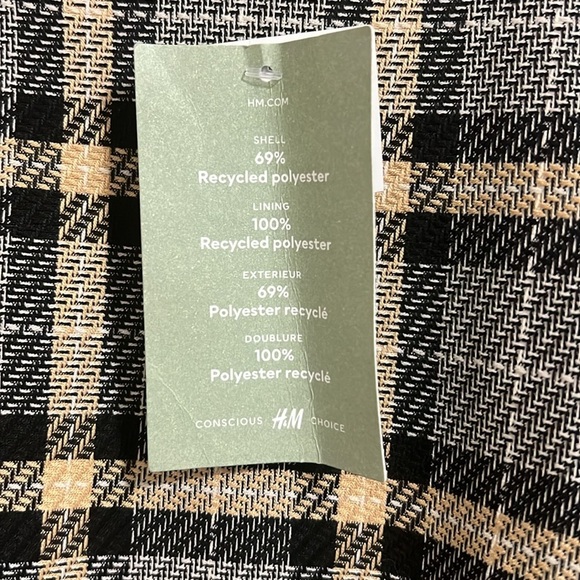 HM.COM
SHELL
69%
Recycled polyester
LINING
100%
Recycled polyester
EXTERIEUR
69%
Polyester recyclé
DOUBLURE
100%
Polyester recyclé
CONSCIOUS H&M CHOICE